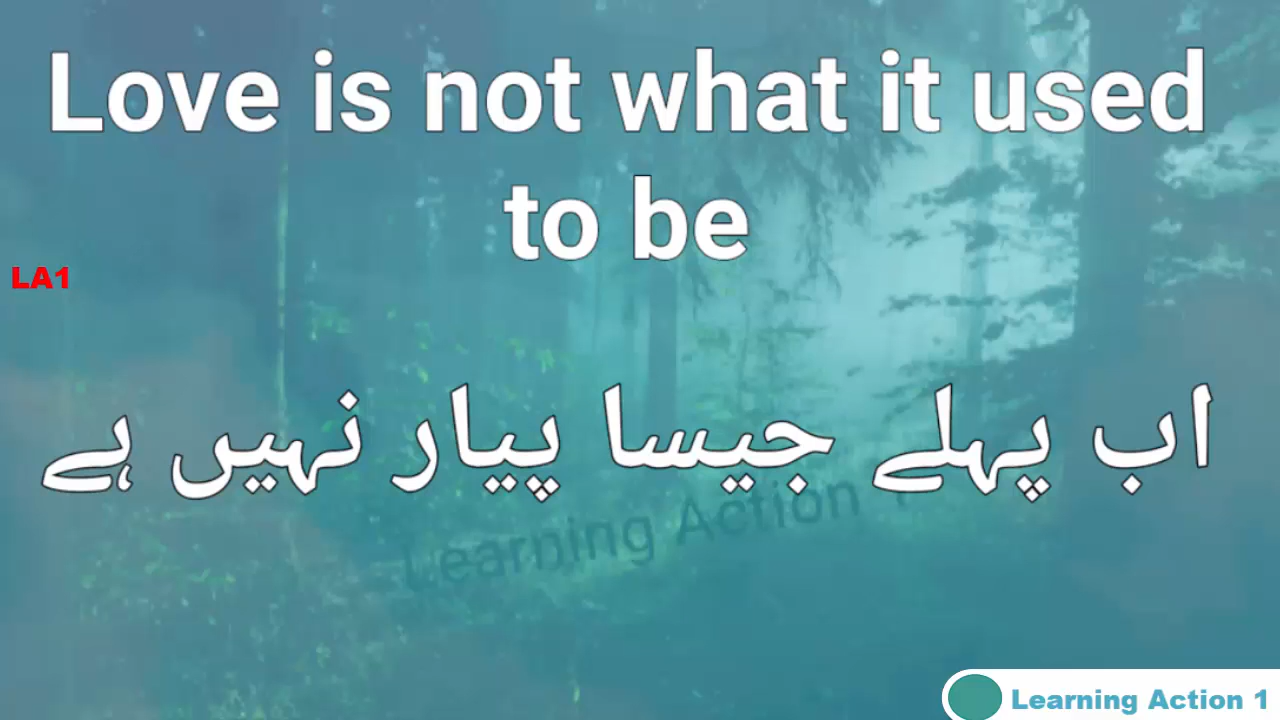 Love is not what it used
to be
LA1
اب پہلے جیسا پیار نہیں ہے
Learning Action
Learning Action 1